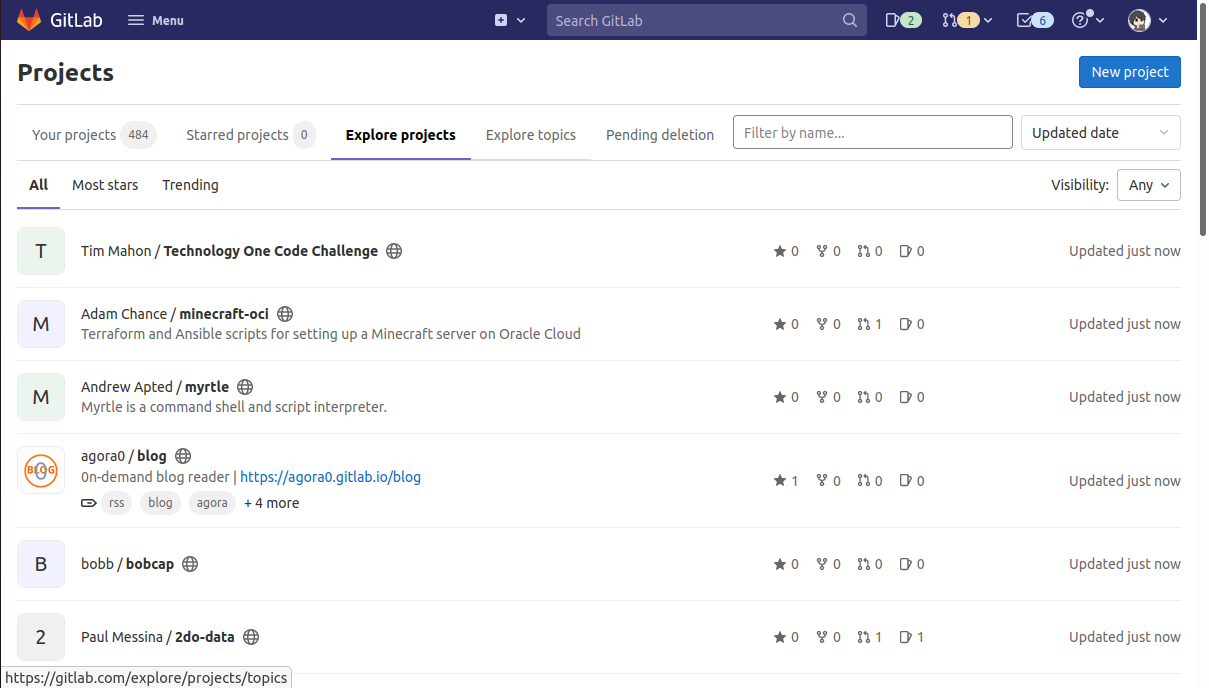 GitLab Menu Search GitLab 2 1 6
Projects New project
Your projects 484 Starred projects 0 Explore projects Explore topics Pending deletion Filter by name... Updated date
All Most stars Trending Visibility: Any
T Tim Mahon / Technology One Code Challenge 0 0 0 0 Updated just now
M Adam Chance / minecraft-oci 0 0 1 0 Updated just now
Terraform and Ansible scripts for setting up a Minecraft server on Oracle Cloud
M Andrew Apted / myrtle 0 0 0 0 Updated just now
Myrtle is a command shell and script interpreter.
BLOG agora0 / blog 1 0 0 0 Updated just now
0n-demand blog reader | https://agora0.gitlab.io/blog
rss blog agora + 4 more
B bobb / bobcap 0 0 0 0 Updated just now
2 Paul Messina / 2do-data 0 0 1 1 Updated just now
https://gitlab.com/explore/projects/topics